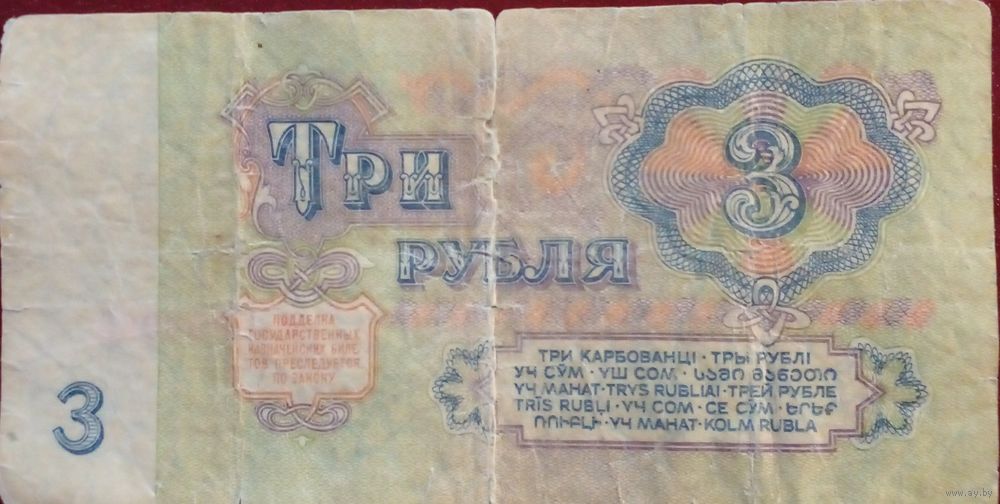 ТРИ
РУБЛЯ
3
ПОДДЕЛКА
ГОСУДАРСТВЕННЫХ
КАЗНАЧЕЙСКИХ БИЛЕ
ТОВ ПРЕСЛЕДУЕТСЯ
ПО ЗАКОНУ
ТРИ КАРБОВАНЦІ · ТРЫ РУБЛІ
УЧ СЎМ · ҮШ СОМ · ᲡᲐᲛᲘ ᲛᲐᲜᲔᲗᲘ
ҮЧ МАНАТ · TRYS RUBLIAI · ТРЕЙ РУБЛЕ
TRĪS RUBĻI · ҮЧ СОМ · СЕ СӮМ · ԵՐԵՔ
ՌՈՒԲԼԻ · ҮЧ МАНАТ · KOLM RUBLA
3
www.ay.by